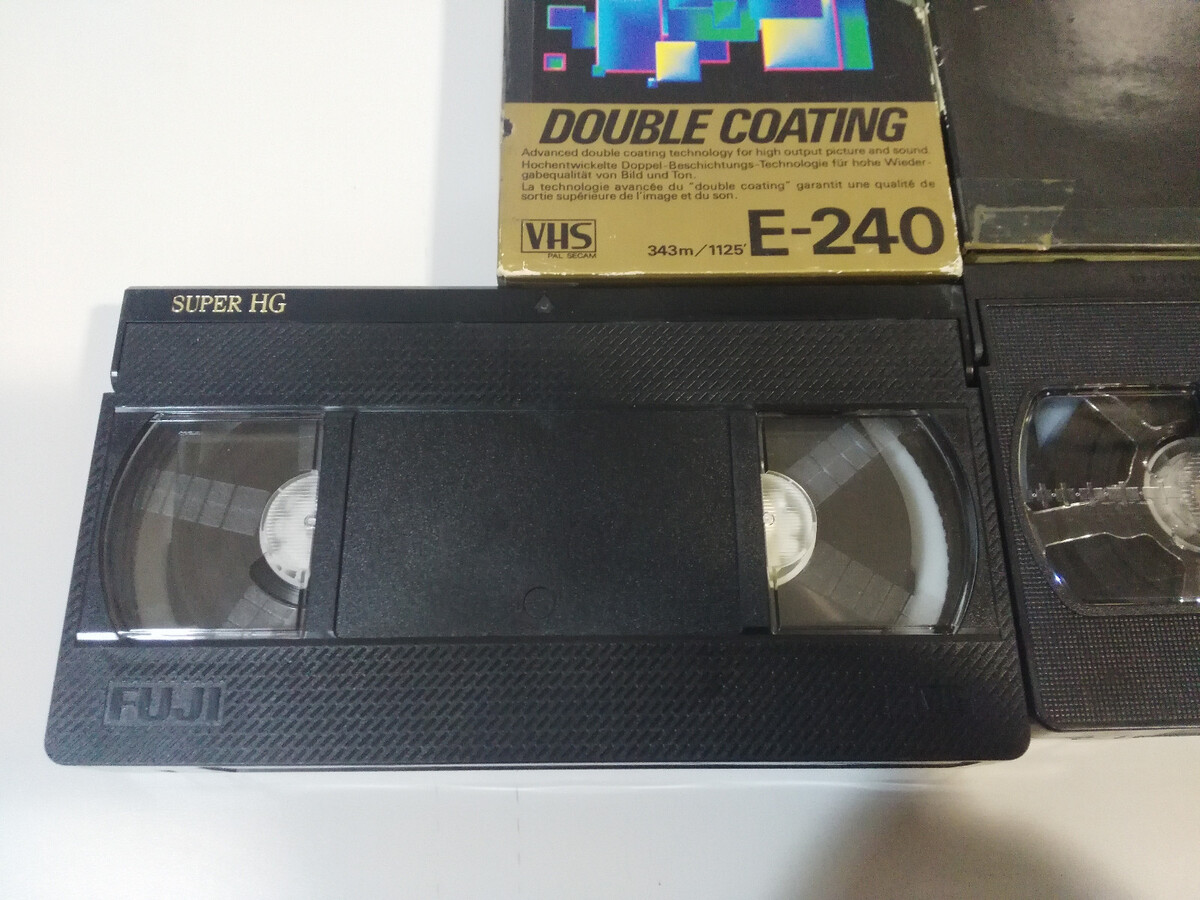 DOUBLE COATING
Advanced double coating technology for high output picture and sound.
Hochentwickelte Doppel-Beschichtungs-Technologie für hohe Wieder-
gabequalität von Bild und Ton.
La technologie avancée du "double coating" garantit une qualité de
sortie supérieure de l'image et du son.
VHS
PAL SECAM
343m/1125' E-240
SUPER HG
FUJI